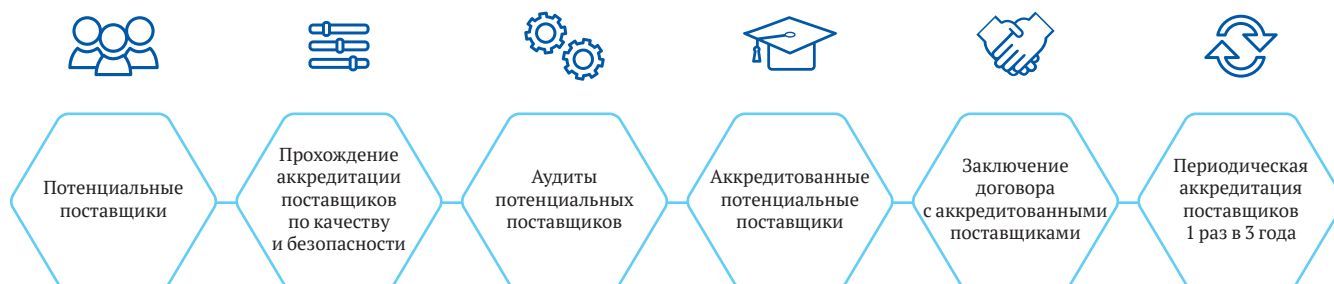 Потенциальные
поставщики
Прохождение
аккредитации
поставщиков
по качеству
и безопасности
Аудиты
потенциальных
поставщиков
Аккредитованные
потенциальные
поставщики
Заключение
договора
с аккредитованными
поставщиками
Периодическая
аккредитация
поставщиков
1 раз в 3 года